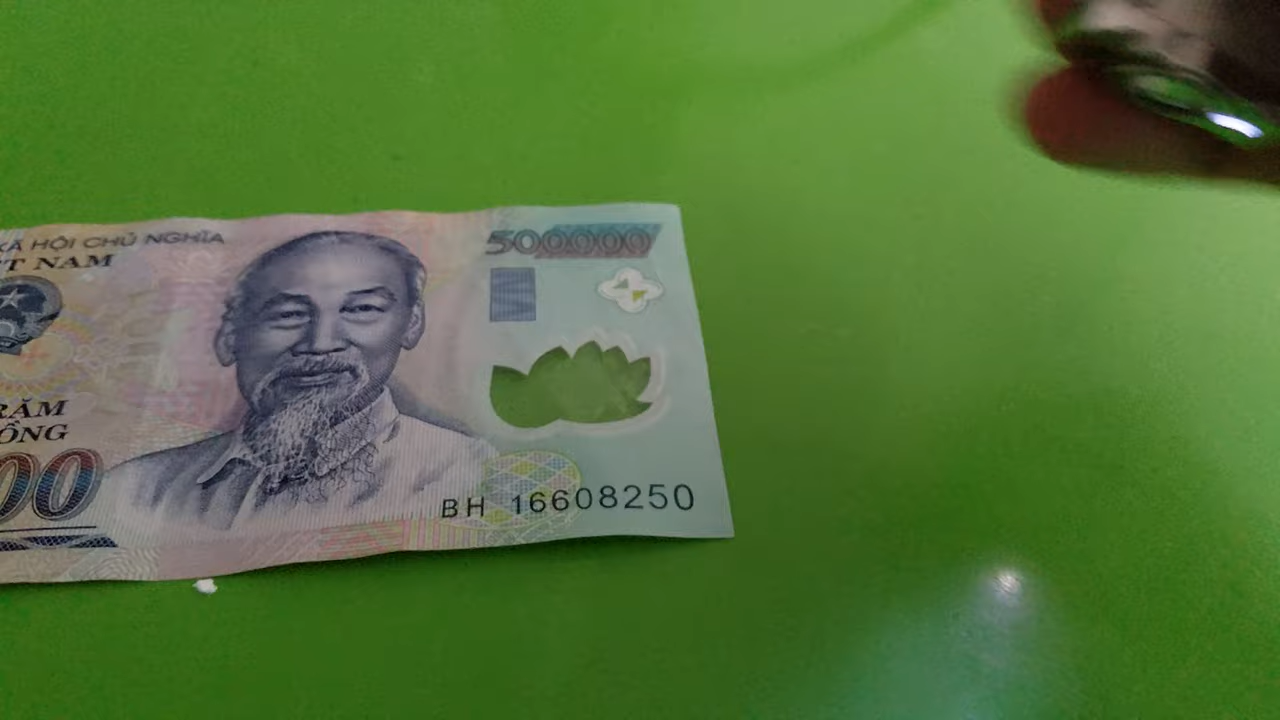 XÃ HỘI CHỦ NGHĨA
T NAM
500000
RĂM
ỒNG
00
BH 16608250